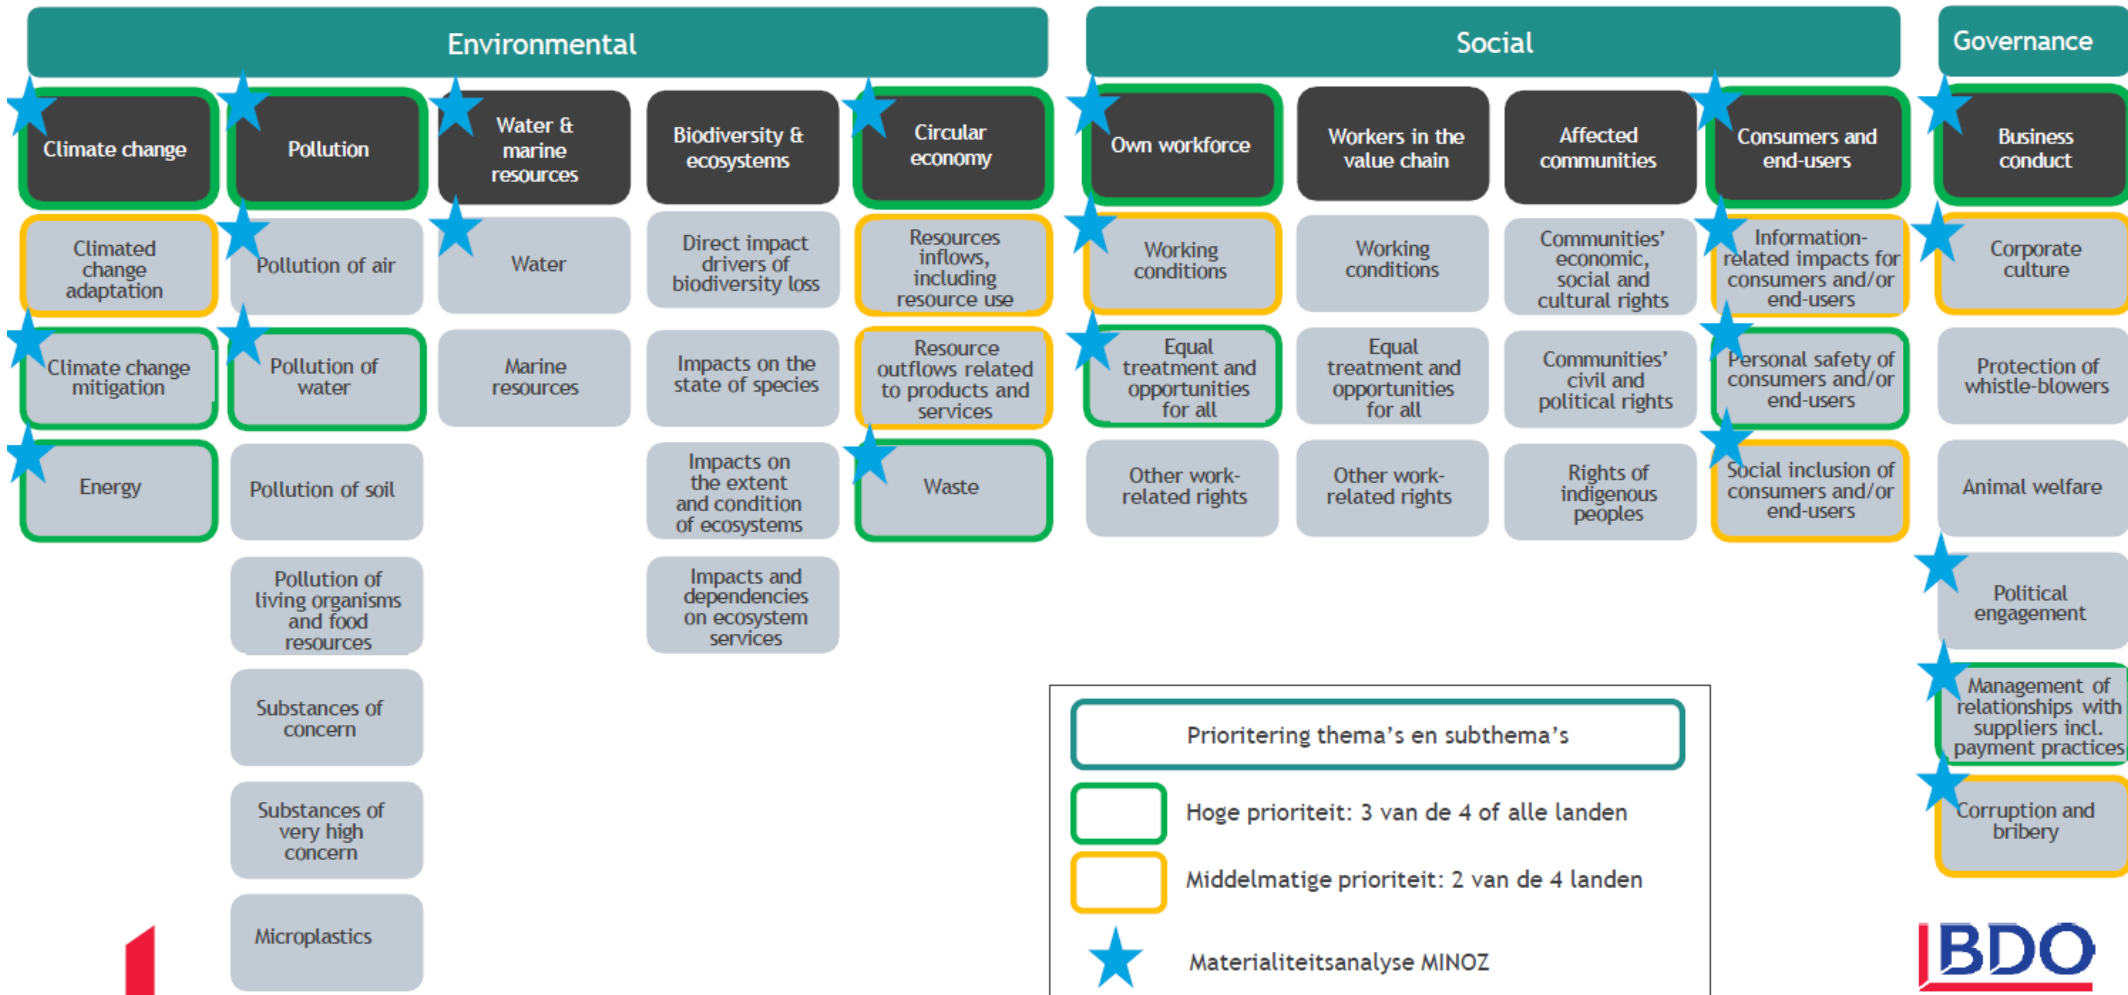 Environmental
Social
Governance
Climate change
Pollution
Water &
marine
resources
Biodiversity &
ecosystems
Circular
economy
Own workforce
Workers in the
value chain
Affected
communities
Consumers and
end-users
Business
conduct
Climated
change
adaptation
Climate change
mitigation
Energy
Pollution of air
Pollution of
water
Pollution of soil
Pollution of
living organisms
and food
resources
Substances of
concern
Substances of
very high
concern
Microplastics
Water
Marine
resources
Direct impact
drivers of
biodiversity loss
Impacts on the
state of species
Impacts on
the extent
and condition
of ecosystems
Impacts and
dependencies
on ecosystem
services
Resources
inflows,
including
resource use
Resource
outflows related
to products and
services
Waste
Working
conditions
Equal
treatment and
opportunities
for all
Other work-
related rights
Working
conditions
Equal
treatment and
opportunities
for all
Other work-
related rights
Communities’
economic,
social and
cultural rights
Communities’
civil and
political rights
Rights of
indigenous
peoples
Information-
related impacts for
consumers and/or
end-users
Personal safety of
consumers and/or
end-users
Social inclusion of
consumers and/or
end-users
Corporate
culture
Protection of
whistle-blowers
Animal welfare
Political
engagement
Management of
relationships with
suppliers incl.
payment practices
Corruption and
bribery
Prioritering thema’s en subthema’s
Hoge prioriteit: 3 van de 4 of alle landen
Middelmatige prioriteit: 2 van de 4 landen
Materialiteitsanalyse MINOZ
BDO